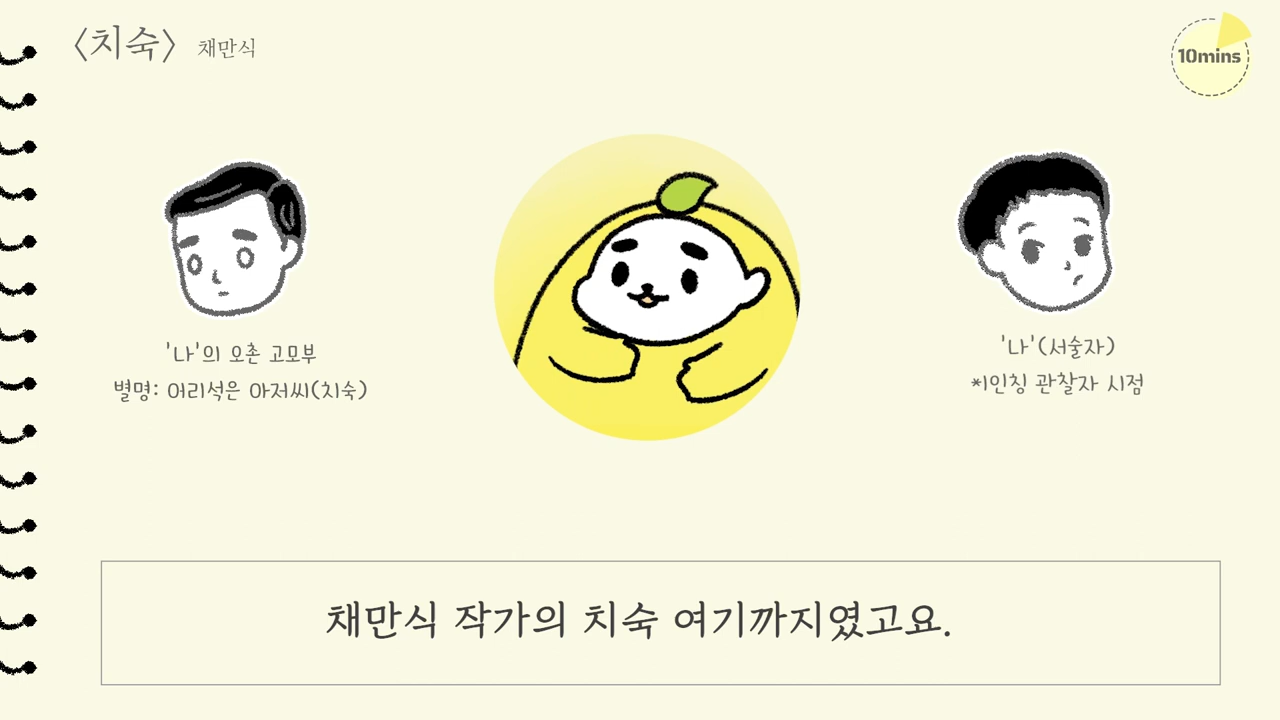 〈치숙〉 채만식
10mins
'나'의 오촌 고모부
별명: 어리석은 아저씨(치숙)
'나'(서술자)
*1인칭 관찰자 시점
채만식 작가의 치숙 여기까지였고요.